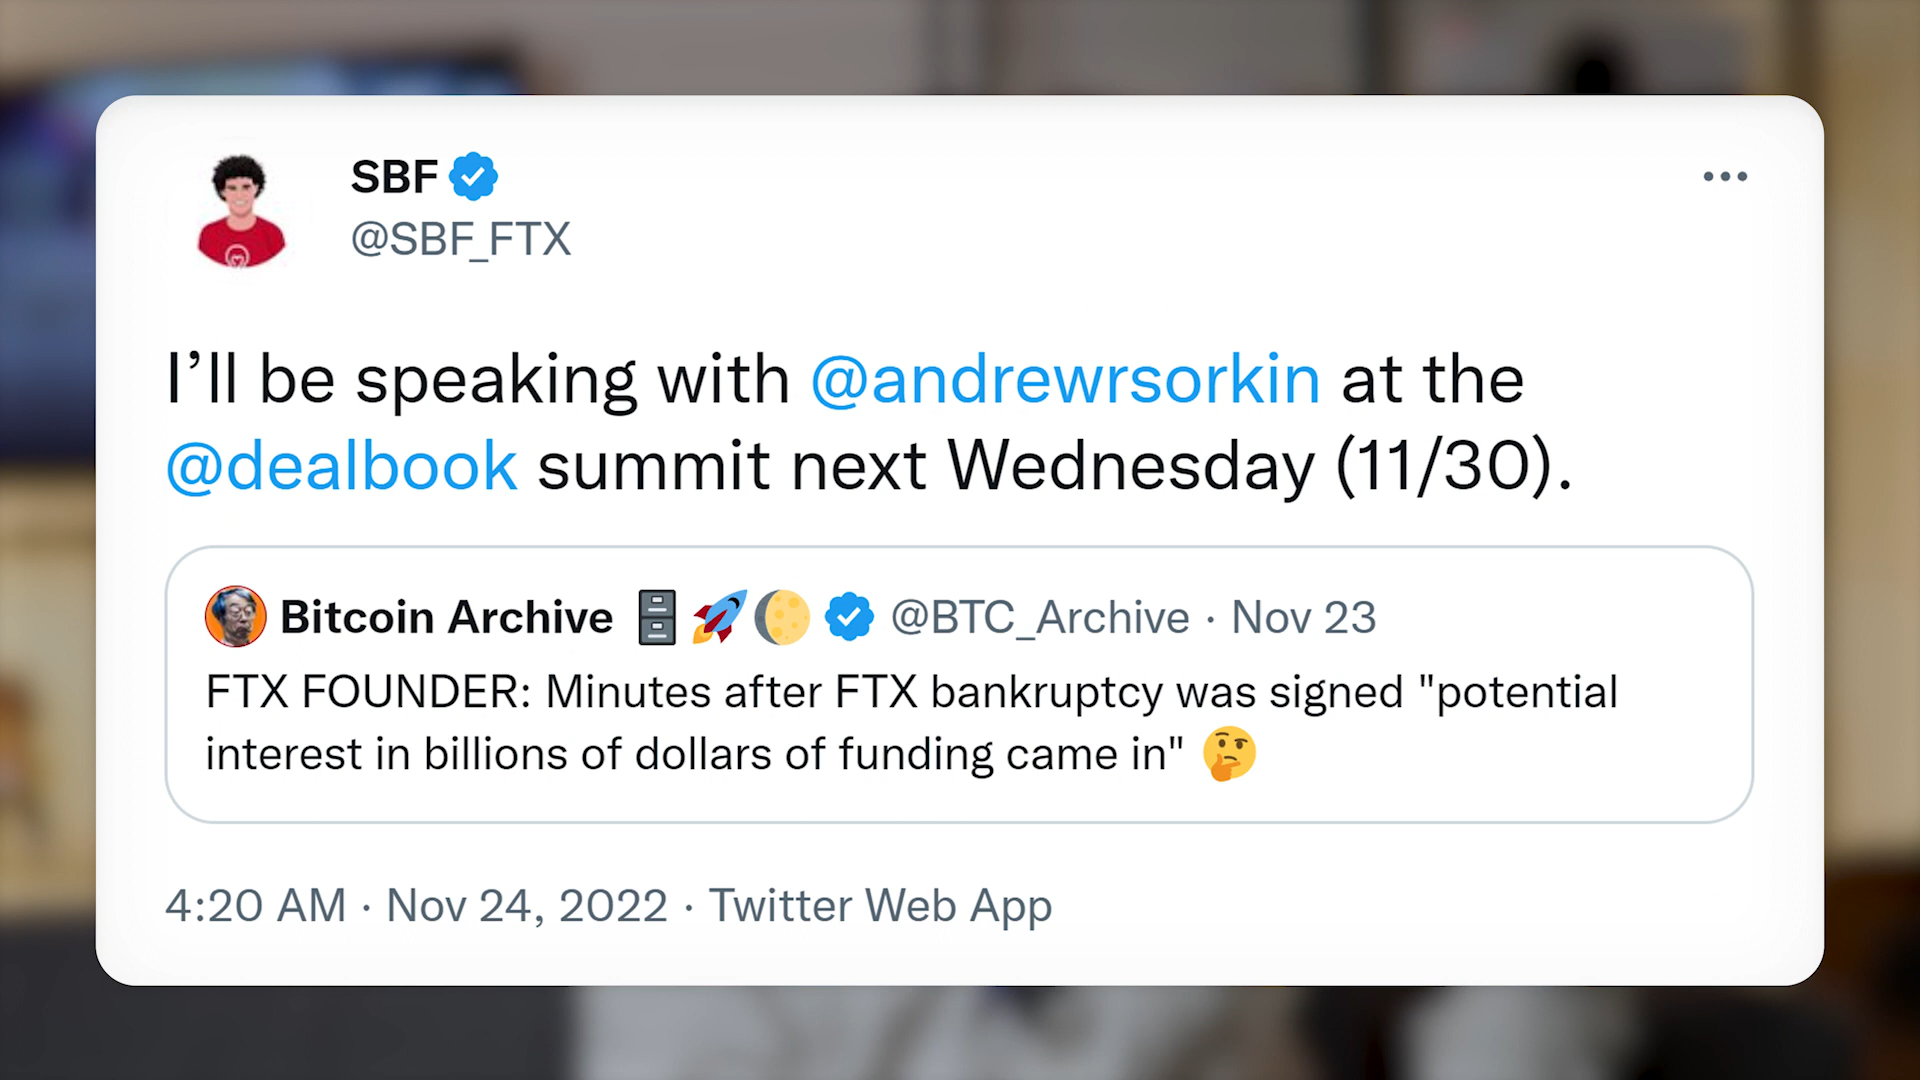 SBF
@SBF_FTX
I’ll be speaking with @andrewrsorkin at the
@dealbook summit next Wednesday (11/30).
Bitcoin Archive 🗄️🚀🌔 @BTC_Archive · Nov 23
FTX FOUNDER: Minutes after FTX bankruptcy was signed "potential
interest in billions of dollars of funding came in" 🤔
4:20 AM · Nov 24, 2022 · Twitter Web App